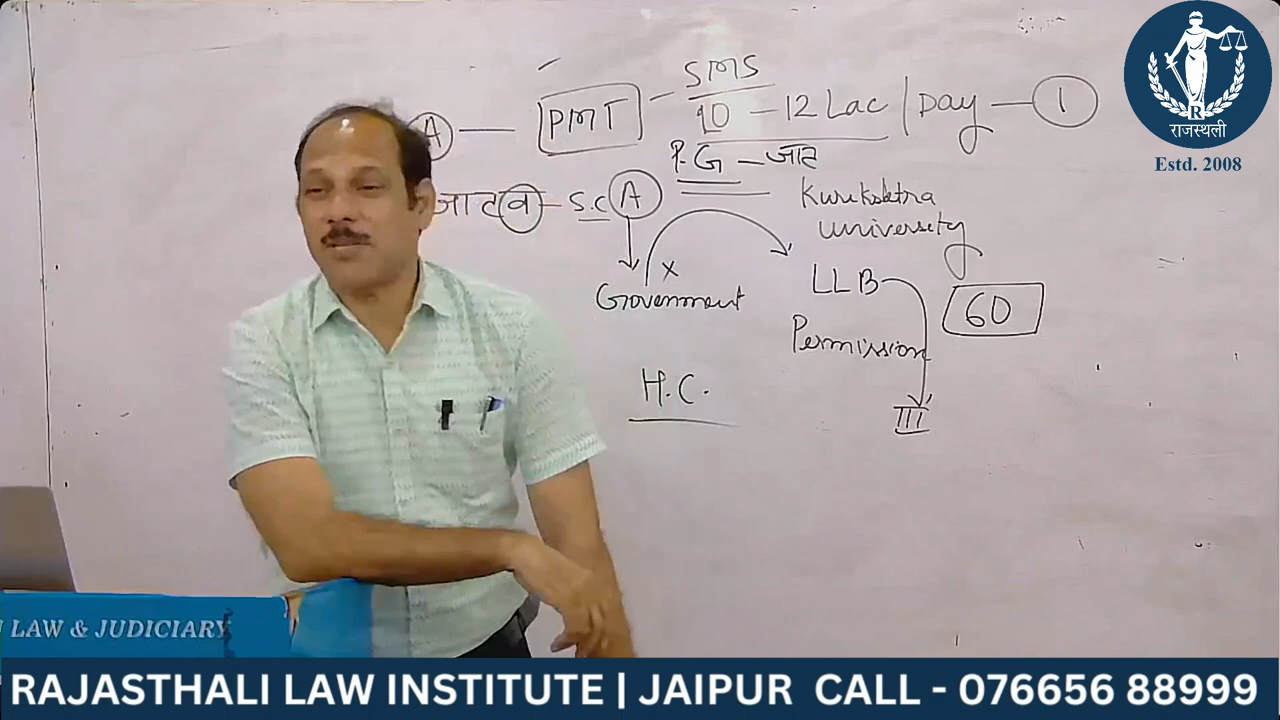 SMS
A — PMT — 10 — 12 Lac / Pay — 1
P.G — जाट
जाटव — S.C A
Kurukshetra
University
x
Government
LLB
60
Permission
H.C.
III
R
राजस्थली
Estd. 2008
LAW & JUDICIARY
RAJASTHALI LAW INSTITUTE | JAIPUR CALL - 076656 88999